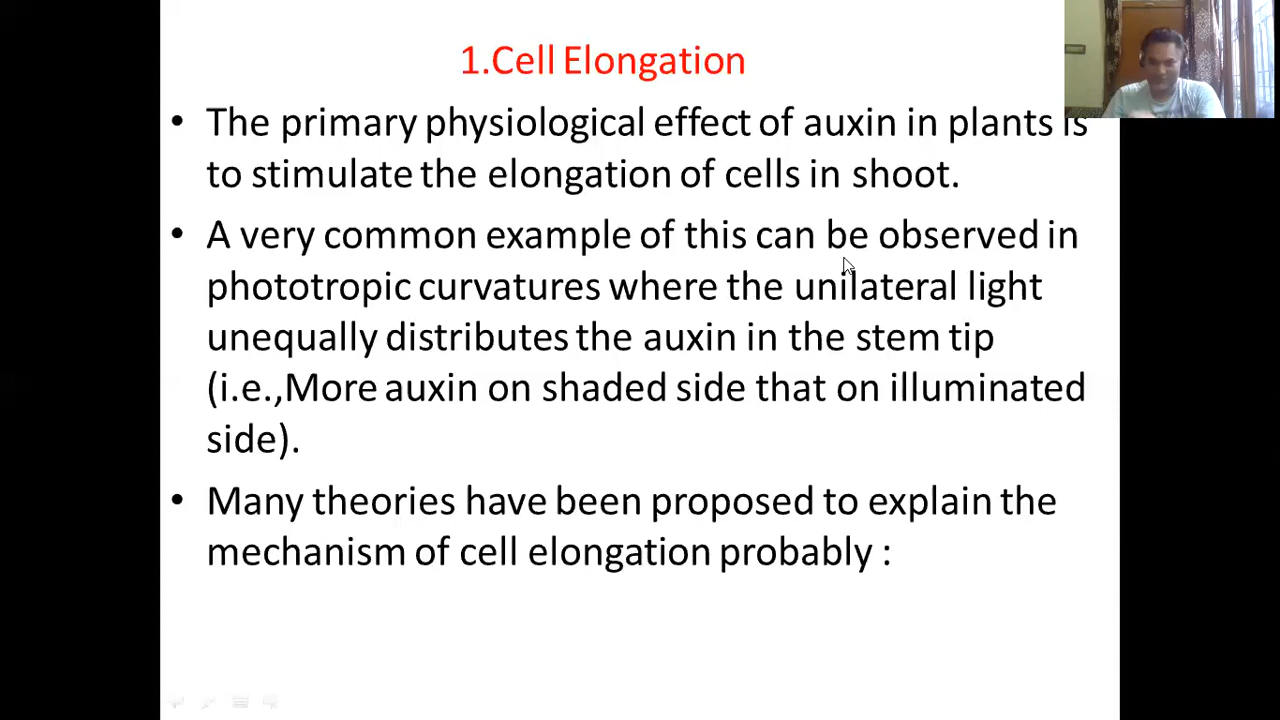 1.Cell Elongation
• The primary physiological effect of auxin in plants is
to stimulate the elongation of cells in shoot.
• A very common example of this can be observed in
phototropic curvatures where the unilateral light
unequally distributes the auxin in the stem tip
(i.e.,More auxin on shaded side that on illuminated
side).
• Many theories have been proposed to explain the
mechanism of cell elongation probably :